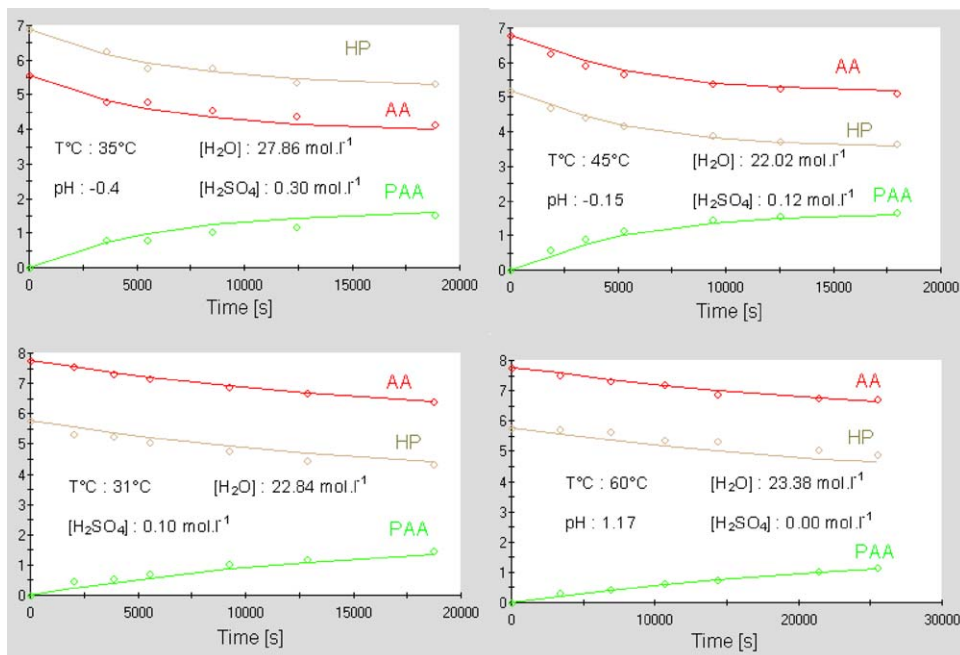 7
6
5
4
3
2
1
0
HP
AA
T°C : 35°C [H₂O] : 27.86 mol.l⁻¹
pH : -0.4 [H₂SO₄] : 0.30 mol.l⁻¹
PAA
0 5000 10000 15000 20000
Time [s]
7
6
5
4
3
2
1
0
AA
HP
T°C : 45°C [H₂O] : 22.02 mol.l⁻¹
pH : -0.15 [H₂SO₄] : 0.12 mol.l⁻¹
PAA
0 5000 10000 15000 20000
Time [s]
8
7
6
5
4
3
2
1
0
AA
HP
T°C : 31°C [H₂O] : 22.84 mol.l⁻¹
[H₂SO₄] : 0.10 mol.l⁻¹
PAA
0 5000 10000 15000 20000
Time [s]
8
7
6
5
4
3
2
1
0
AA
HP
T°C : 60°C [H₂O] : 23.38 mol.l⁻¹
pH : 1.17 [H₂SO₄] : 0.00 mol.l⁻¹
PAA
0 10000 20000 30000
Time [s]